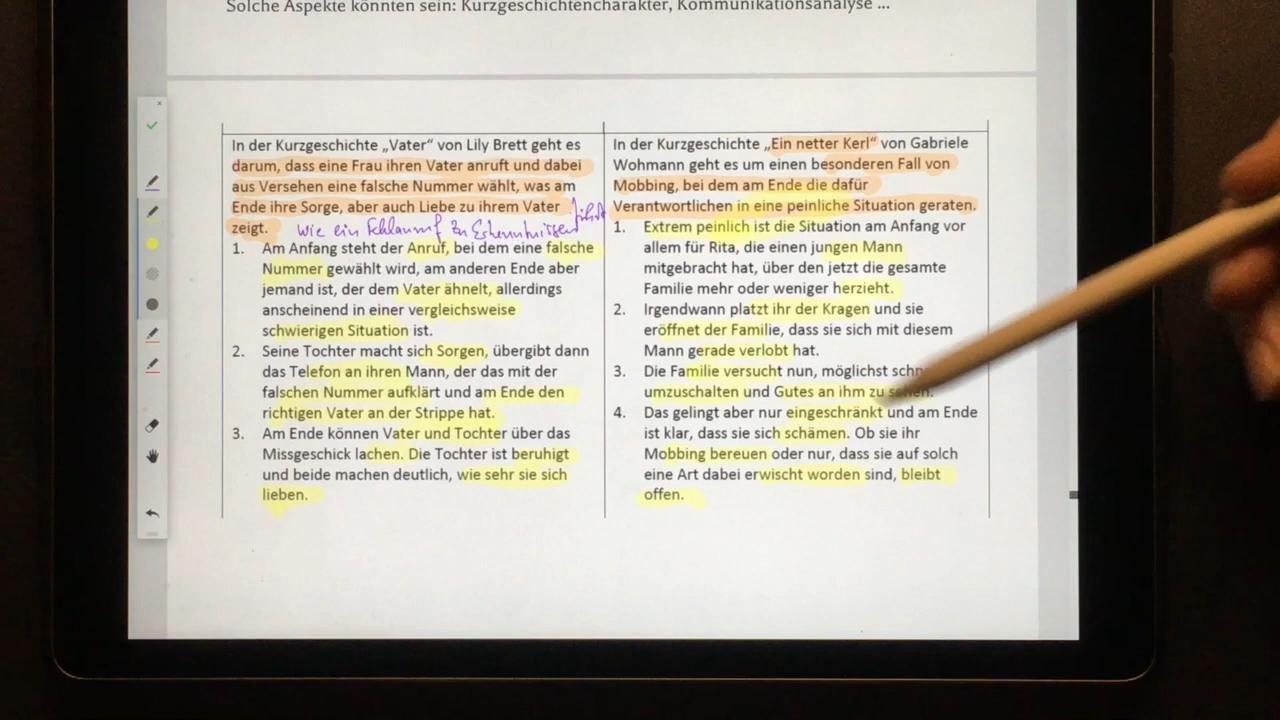 Solche Aspekte könnten sein: Kurzgeschichtencharakter, Kommunikationsanalyse ...
In der Kurzgeschichte „Vater“ von Lily Brett geht es
darum, dass eine Frau ihren Vater anruft und dabei
aus Versehen eine falsche Nummer wählt, was am
Ende ihre Sorge, aber auch Liebe zu ihrem Vater
zeigt.
wie ein Fehlanruf zu Erkenntnissen führt
1. Am Anfang steht der Anruf, bei dem eine falsche
Nummer gewählt wird, am anderen Ende aber
jemand ist, der dem Vater ähnelt, allerdings
anscheinend in einer vergleichsweise
schwierigen Situation ist.
2. Seine Tochter macht sich Sorgen, übergibt dann
das Telefon an ihren Mann, der das mit der
falschen Nummer aufklärt und am Ende den
richtigen Vater an der Strippe hat.
3. Am Ende können Vater und Tochter über das
Missgeschick lachen. Die Tochter ist beruhigt
und beide machen deutlich, wie sehr sie sich
lieben.
In der Kurzgeschichte „Ein netter Kerl“ von Gabriele
Wohmann geht es um einen besonderen Fall von
Mobbing, bei dem am Ende die dafür
Verantwortlichen in eine peinliche Situation geraten.
1. Extrem peinlich ist die Situation am Anfang vor
allem für Rita, die einen jungen Mann
mitgebracht hat, über den jetzt die gesamte
Familie mehr oder weniger herzieht.
2. Irgendwann platzt ihr der Kragen und sie
eröffnet der Familie, dass sie sich mit diesem
Mann gerade verlobt hat.
3. Die Familie versucht nun, möglichst
umzuschalten und Gutes an ihm zu sehen.
4. Das gelingt aber nur eingeschränkt und am Ende
ist klar, dass sie sich schämen. Ob sie ihr
Mobbing bereuen oder nur, dass sie auf solch
eine Art dabei erwischt worden sind, bleibt
offen.